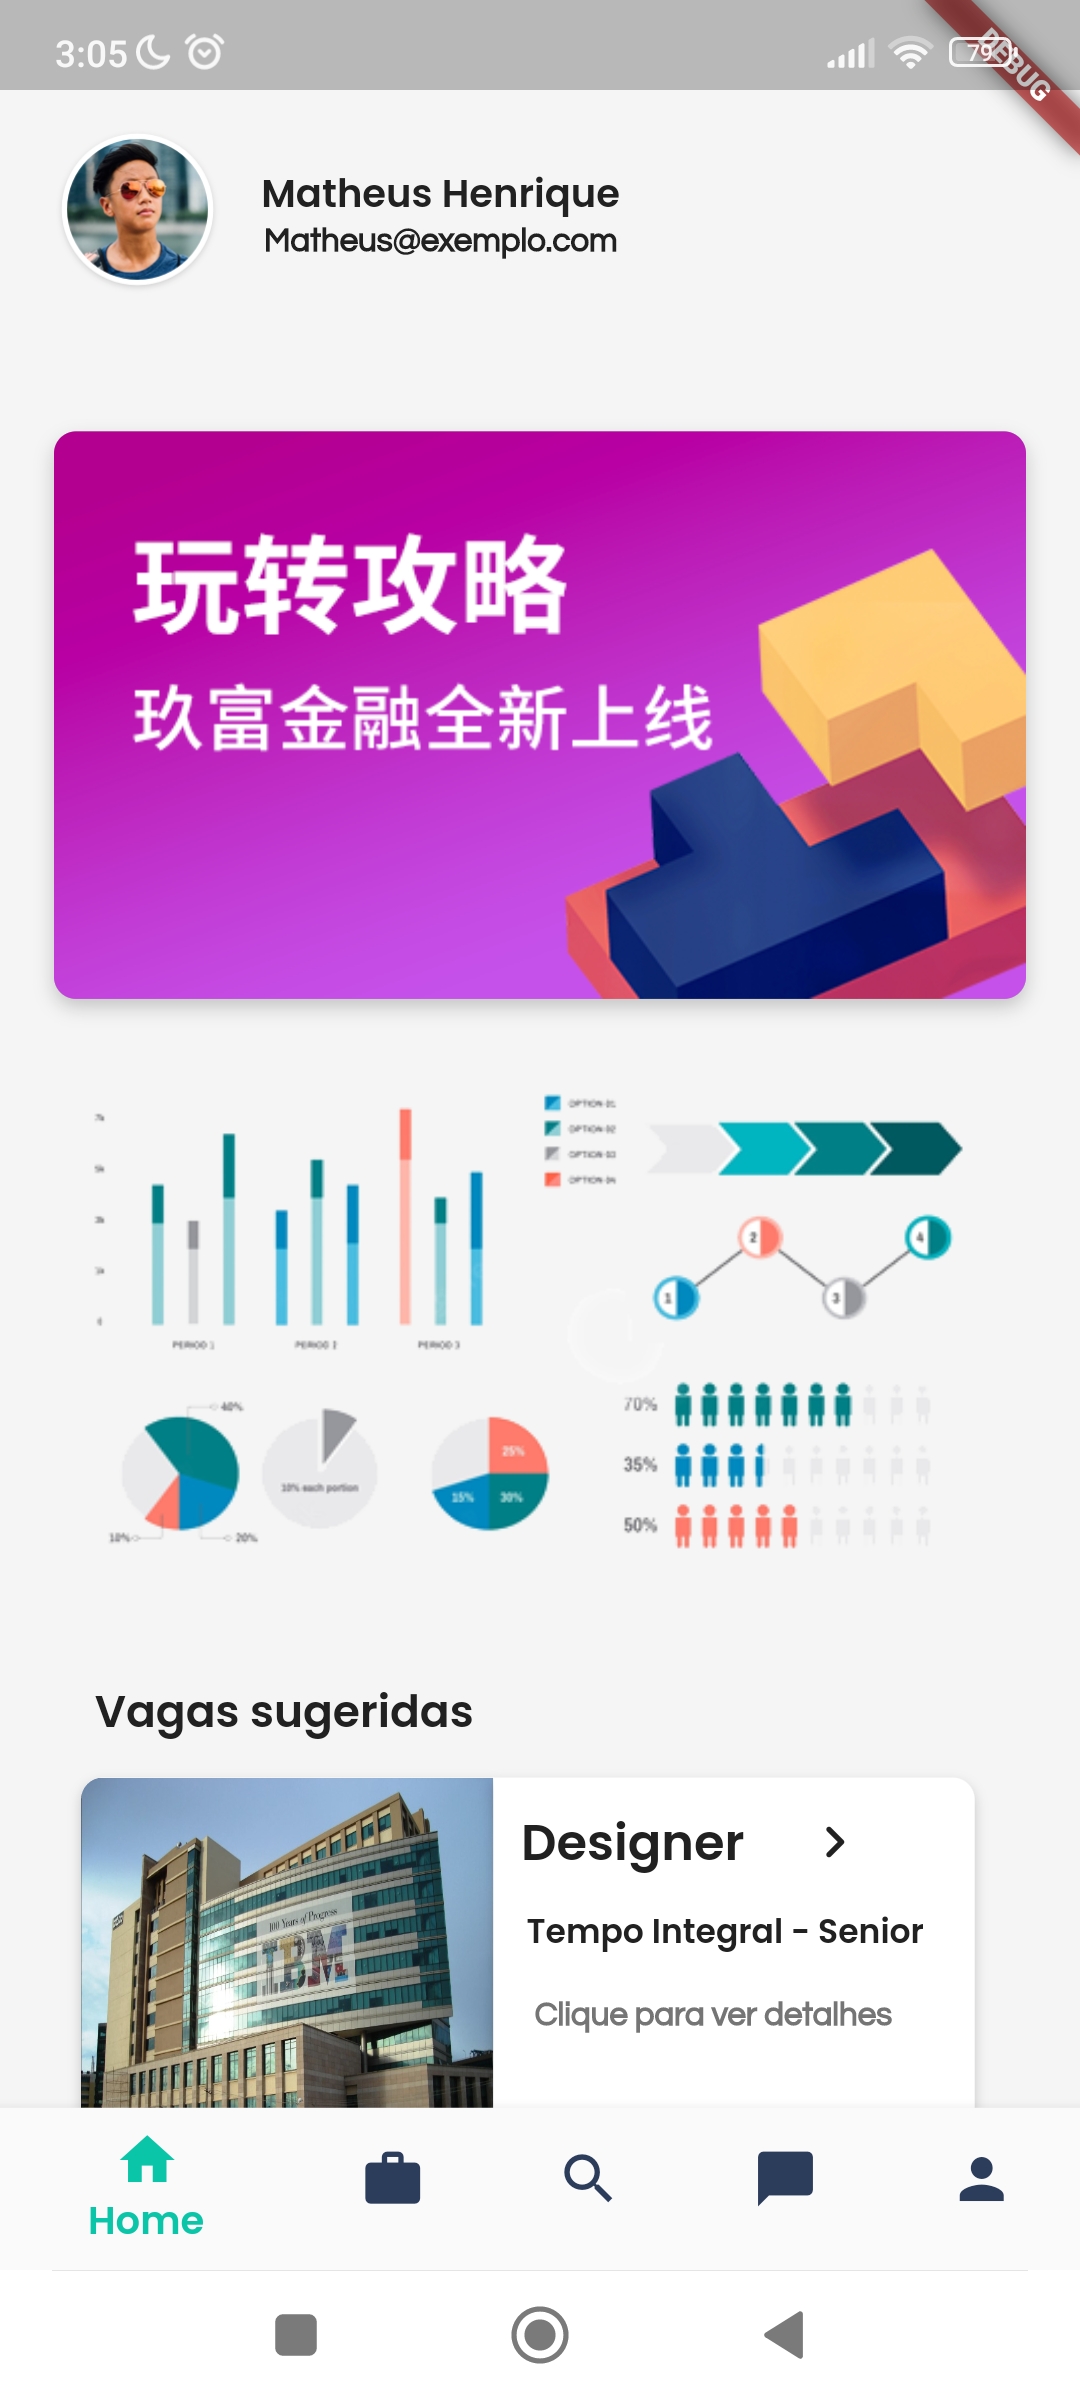 3:05
79
DEBUG
Matheus Henrique
Matheus@exemplo.com
玩转攻略
玖富金融全新上线
OPTION 01
OPTION 02
OPTION 03
OPTION 04
2
4
1
3
PERIOD 1
PERIOD 2
PERIOD 3
70%
40%
25%
10% each portion
35%
15%
30%
50%
10%
20%
Vagas sugeridas
Designer
100 Years of Progress
IBM
Tempo Integral - Senior
Clique para ver detalhes
Home